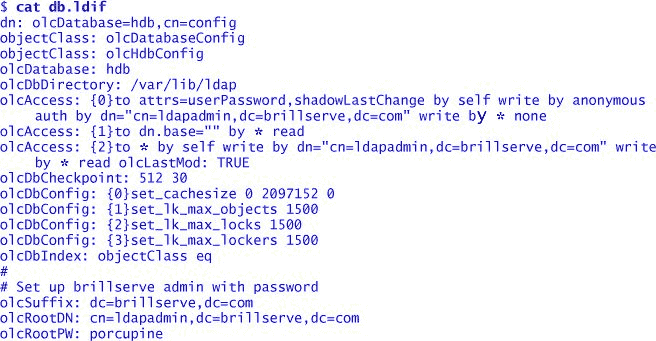 $ cat db.ldif
dn: olcDatabase=hdb,cn=config
objectClass: olcDatabaseConfig
objectClass: olcHdbConfig
olcDatabase: hdb
olcDbDirectory: /var/lib/ldap
olcAccess: {0}to attrs=userPassword,shadowLastChange by self write by anonymous
auth by dn="cn=ldapadmin,dc=brillserve,dc=com" write by * none
olcAccess: {1}to dn.base="" by * read
olcAccess: {2}to * by self write by dn="cn=ldapadmin,dc=brillserve,dc=com" write
by * read olcLastMod: TRUE
olcDbCheckpoint: 512 30
olcDbConfig: {0}set_cachesize 0 2097152 0
olcDbConfig: {1}set_lk_max_objects 1500
olcDbConfig: {2}set_lk_max_locks 1500
olcDbConfig: {3}set_lk_max_lockers 1500
olcDbIndex: objectClass eq
#
# Set up brillserve admin with password
olcSuffix: dc=brillserve,dc=com
olcRootDN: cn=ldapadmin,dc=brillserve,dc=com
olcRootPW: porcupine